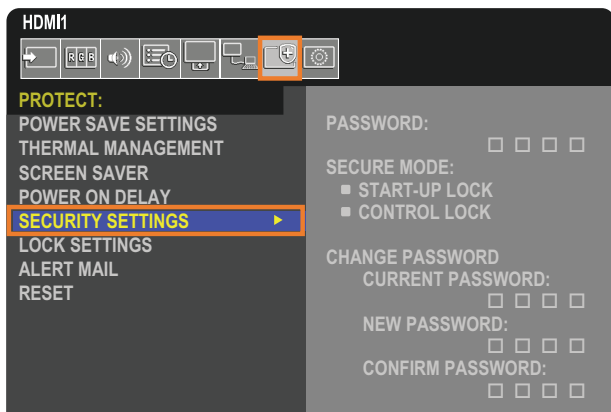 HDMI1
R G B
PROTECT:
POWER SAVE SETTINGS
THERMAL MANAGEMENT
SCREEN SAVER
POWER ON DELAY
SECURITY SETTINGS
LOCK SETTINGS
ALERT MAIL
RESET
PASSWORD:
SECURE MODE:
START-UP LOCK
CONTROL LOCK
CHANGE PASSWORD
CURRENT PASSWORD:
NEW PASSWORD:
CONFIRM PASSWORD: